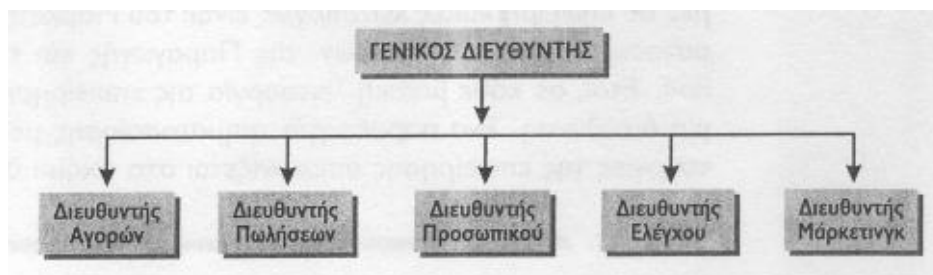 ΓΕΝΙΚΟΣ ΔΙΕΥΘΥΝΤΗΣ
Διευθυντής
Αγορών
Διευθυντής
Πωλήσεων
Διευθυντής
Προσωπικού
Διευθυντής
Ελέγχου
Διευθυντής
Μάρκετινγκ